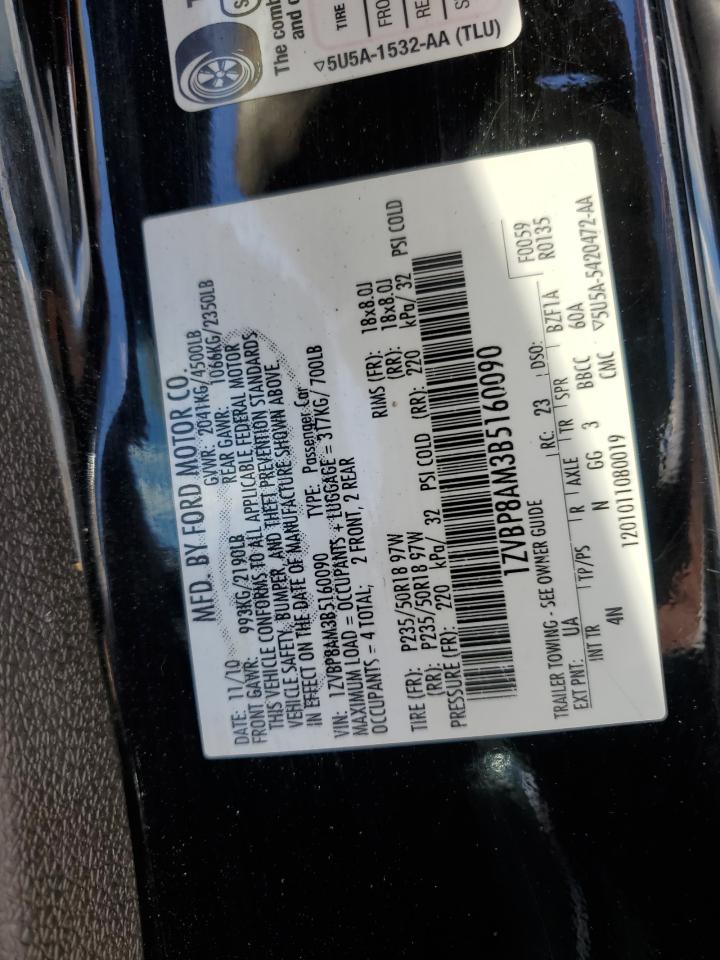 The comb
and c
TIRE
FRO
RE
S
▽5U5A-1532-AA (TLU)
MFD. BY FORD MOTOR CO.
DATE: 11/10 GVWR: 2041KG/4500LB
FRONT GAWR: 993KG/2190LB REAR GAWR: 1066KG/2350LB
THIS VEHICLE CONFORMS TO ALL APPLICABLE FEDERAL MOTOR
VEHICLE SAFETY, BUMPER, AND THEFT PREVENTION STANDARDS
IN EFFECT ON THE DATE OF MANUFACTURE SHOWN ABOVE
VIN: 1ZVBP8AM3B5160090 TYPE: Passenger Car
MAXIMUM LOAD = OCCUPANTS + LUGGAGE = 317KG/700LB
OCCUPANTS = 4 TOTAL; 2 FRONT, 2 REAR
TIRE (FR): P235/50R18 97W RIMS (FR): 18x8.0J
(RR): P235/50R18 97W (RR): 18x8.0J
PRESSURE (FR): 220 kPa/ 32 PSI COLD (RR): 220 kPa/ 32 PSI COLD
1ZVBP8AM3B5160090
F0059
R0135
TRAILER TOWING - SEE OWNER GUIDE
EXT PNT: UA RC: 23 DSO: BZF1A
INT TR TP/PS R AXLE TR SPR 60A
4N N GG 3 BBCC
1201011080019 CMC ▽5U5A-5420472-AA